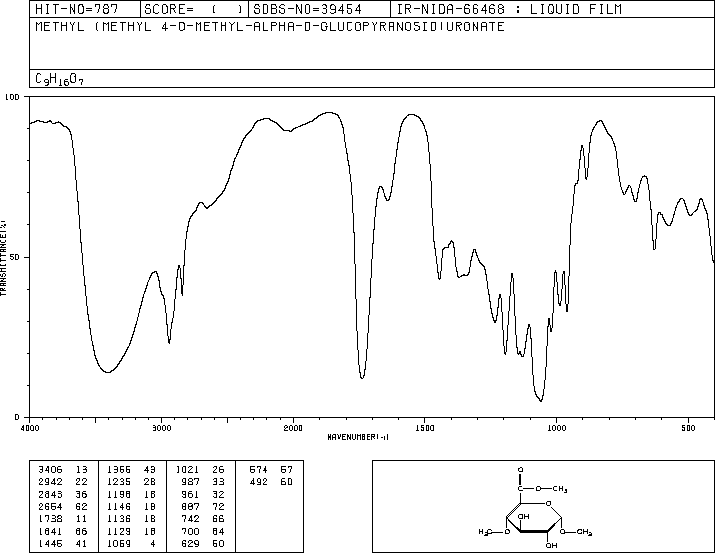 HIT-NO=787 SCORE= ( ) SDBS-NO=39454 IR-NIDA-66468 : LIQUID FILM
METHYL (METHYL 4-O-METHYL-ALPHA-D-GLUCOPYRANOSID)URONATE
C9H16O7
100
50
0
TRANSMITTANCE(%)
4000 3000 2000 1500 1000 500
WAVENUMBER(-1)
3406 13 1366 43 1021 26 574 57
2942 22 1235 28 987 33 492 60
2843 36 1198 18 961 32
2654 62 1146 18 887 72
1738 11 1136 18 742 66
1641 66 1129 18 700 64
1445 41 1059 4 629 50
O
C O CH3
O
OH
H3C O O CH3
OH